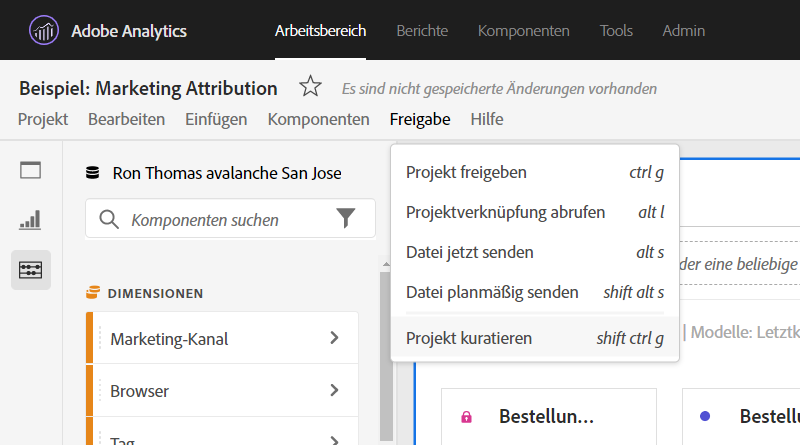 Adobe Analytics Arbeitsbereich Berichte Komponenten Tools Admin
Beispiel: Marketing Attribution Es sind nicht gespeicherte Änderungen vorhanden
Projekt Bearbeiten Einfügen Komponenten Freigabe Hilfe
Ron Thomas avalanche San Jose
Komponenten suchen
DIMENSIONEN
Marketing-Kanal
Browser
Tag
Projekt freigeben ctrl g
Projektverknüpfung abrufen alt l
Datei jetzt senden alt s
Datei planmäßig senden shift alt s
Projekt kuratieren shift ctrl g
der eine beliebige
| Modelle: Letztk
Bestellun...
Bestellu